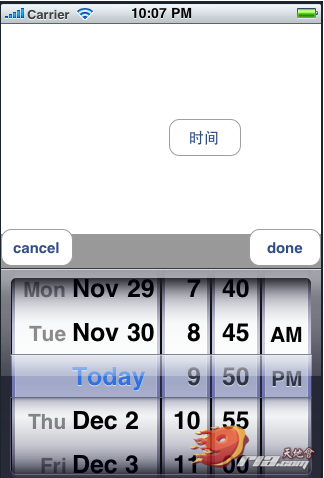 Carrier 10:07 PM
时间
cancel done
Mon Nov 29 7 40
Tue Nov 30 8 45 AM
Today 9 50 PM
Thu Dec 2 10 55
Fri Dec 3 11 00
天地会
ria.com